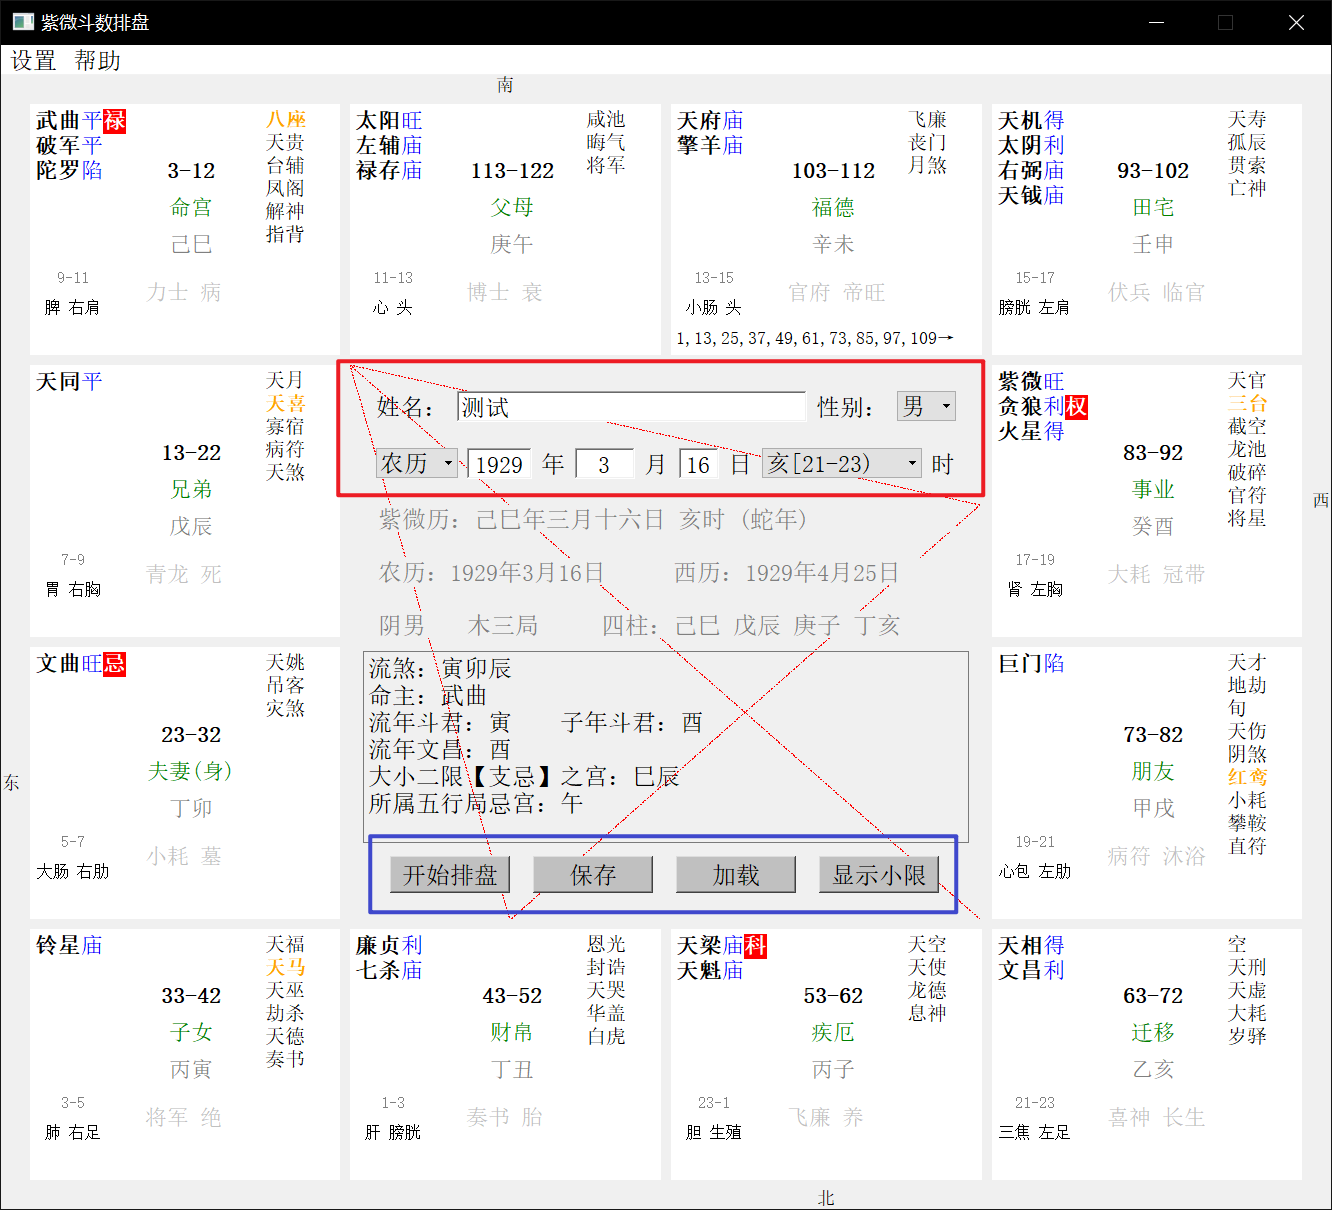 紫微斗数排盘
设置 帮助
南
武曲平禄
破军平
陀罗陷
八座
天贵
台辅
凤阁
解神
指背
3-12
命宫
己巳
9-11
力士 病
脾 右肩
太阳旺
左辅庙
禄存庙
咸池
晦气
将军
113-122
父母
庚午
11-13
博士 衰
心 头
天府庙
擎羊庙
飞廉
丧门
月煞
103-112
福德
辛未
13-15
官府 帝旺
小肠 头
1,13,25,37,49,61,73,85,97,109→
天机得
太阴利
右弼庙
天钺庙
天寿
孤辰
贯索
亡神
93-102
田宅
壬申
15-17
伏兵 临官
膀胱 左肩
天同平
天月
天喜
寡宿
病符
天煞
13-22
兄弟
戊辰
7-9
青龙 死
胃 右胸
姓名: 测试 性别: 男
农历 1929 年 3 月 16 日 亥[21-23) 时
紫微历: 己巳年三月十六日 亥时 (蛇年)
农历: 1929年3月16日 西历: 1929年4月25日
阴男 木三局 四柱: 己巳 戊辰 庚子 丁亥
紫微旺
贪狼利权
火星得
天官
三台
截空
龙池
破碎
官符
将星
83-92
事业
癸酉
17-19
大耗 冠带
肾 左胸
西
东
文曲旺忌
天姚
吊客
灾煞
23-32
夫妻(身)
丁卯
5-7
小耗 墓
大肠 右肋
流煞: 寅卯辰
命主: 武曲
流年斗君: 寅 子年斗君: 酉
流年文昌: 酉
大小二限【支忌】之宫: 巳辰
所属五行局忌宫: 午
开始排盘 保存 加载 显示小限
巨门陷
天才
地劫
旬
天伤
阴煞
红鸾
小耗
攀鞍
直符
73-82
朋友
甲戌
19-21
病符 沐浴
心包 左肋
铃星庙
天福
天马
天巫
劫杀
天德
奏书
33-42
子女
丙寅
3-5
将军 绝
肺 右足
廉贞利
七杀庙
恩光
封诰
天哭
华盖
白虎
43-52
财帛
丁丑
1-3
奏书 胎
肝 膀胱
天梁庙科
天魁庙
天空
天使
龙德
息神
53-62
疾厄
丙子
23-1
飞廉 养
胆 生殖
天相得
文昌利
空
天刑
天虚
大耗
岁驿
63-72
迁移
乙亥
21-23
喜神 长生
三焦 左足
北